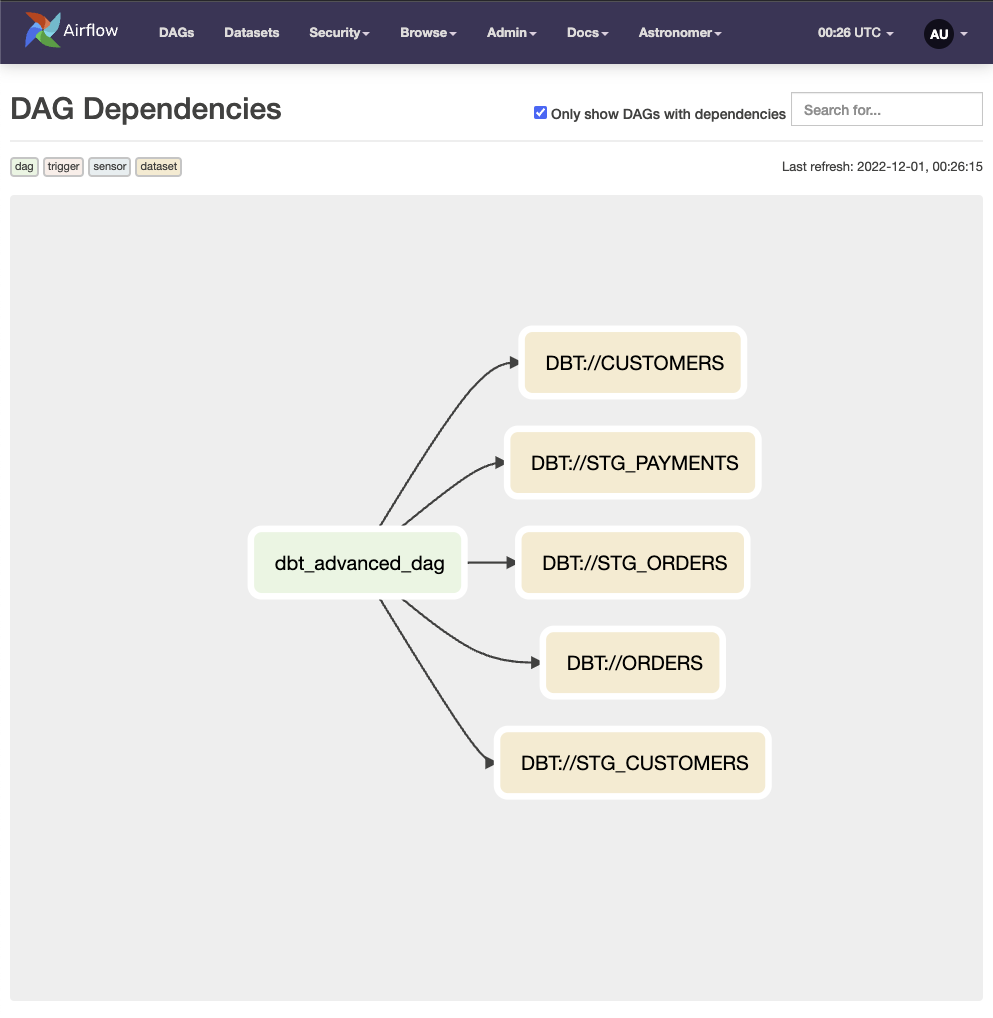 Airflow DAGs Datasets Security Browse Admin Docs Astronomer 00:26 UTC AU
DAG Dependencies
Only show DAGs with dependencies Search for...
dag trigger sensor dataset Last refresh: 2022-12-01, 00:26:15
DBT://CUSTOMERS
DBT://STG_PAYMENTS
dbt_advanced_dag DBT://STG_ORDERS
DBT://ORDERS
DBT://STG_CUSTOMERS